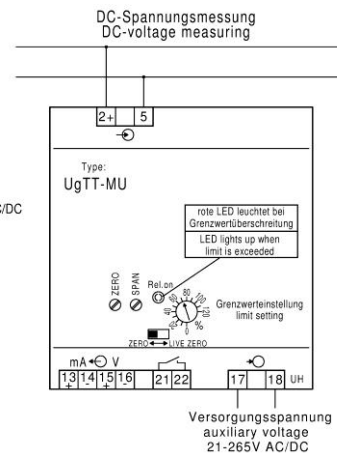 DC-Spannungsmessung
DC-voltage measuring
2+ 5
Type:
UgTT-MU
C/DC
rote LED leuchtet bei
Grenzwertüberschreitung
LED lights up when
limit is exceeded
ZERO SPAN Rel.on
0 20 40 60 80 100 120 %
Grenzwerteinstellung
limit setting
ZERO LIVE ZERO
mA V
13 14 15 16 21 22 17 18 UH
+ - + -
Versorgungsspannung
auxiliary voltage
21-265V AC/DC